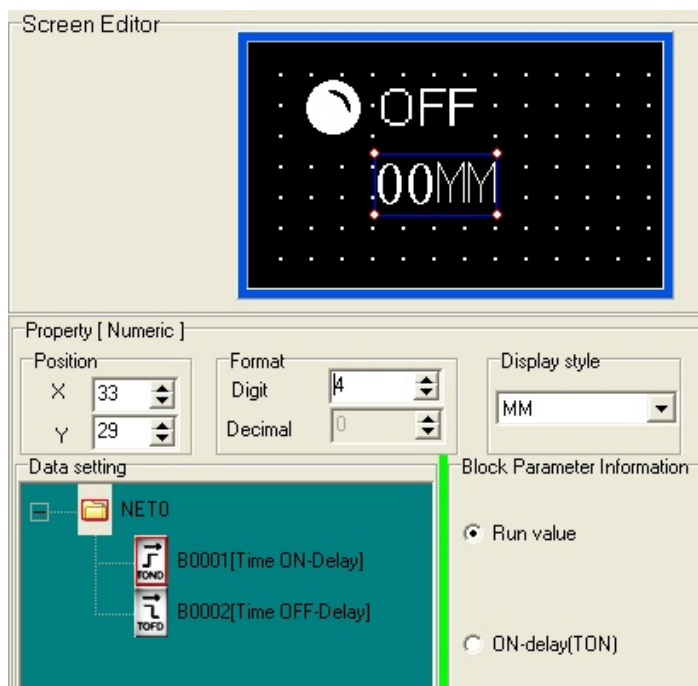 Screen Editor
OFF
00MM
Property [ Numeric ]
Position
X 33
Y 29
Format
Digit 4
Decimal 0
Display style
MM
Data setting
NET0
TOND B0001[Time ON-Delay]
TOFD B0002[Time OFF-Delay]
Block Parameter Information
Run value
ON-delay(TON)